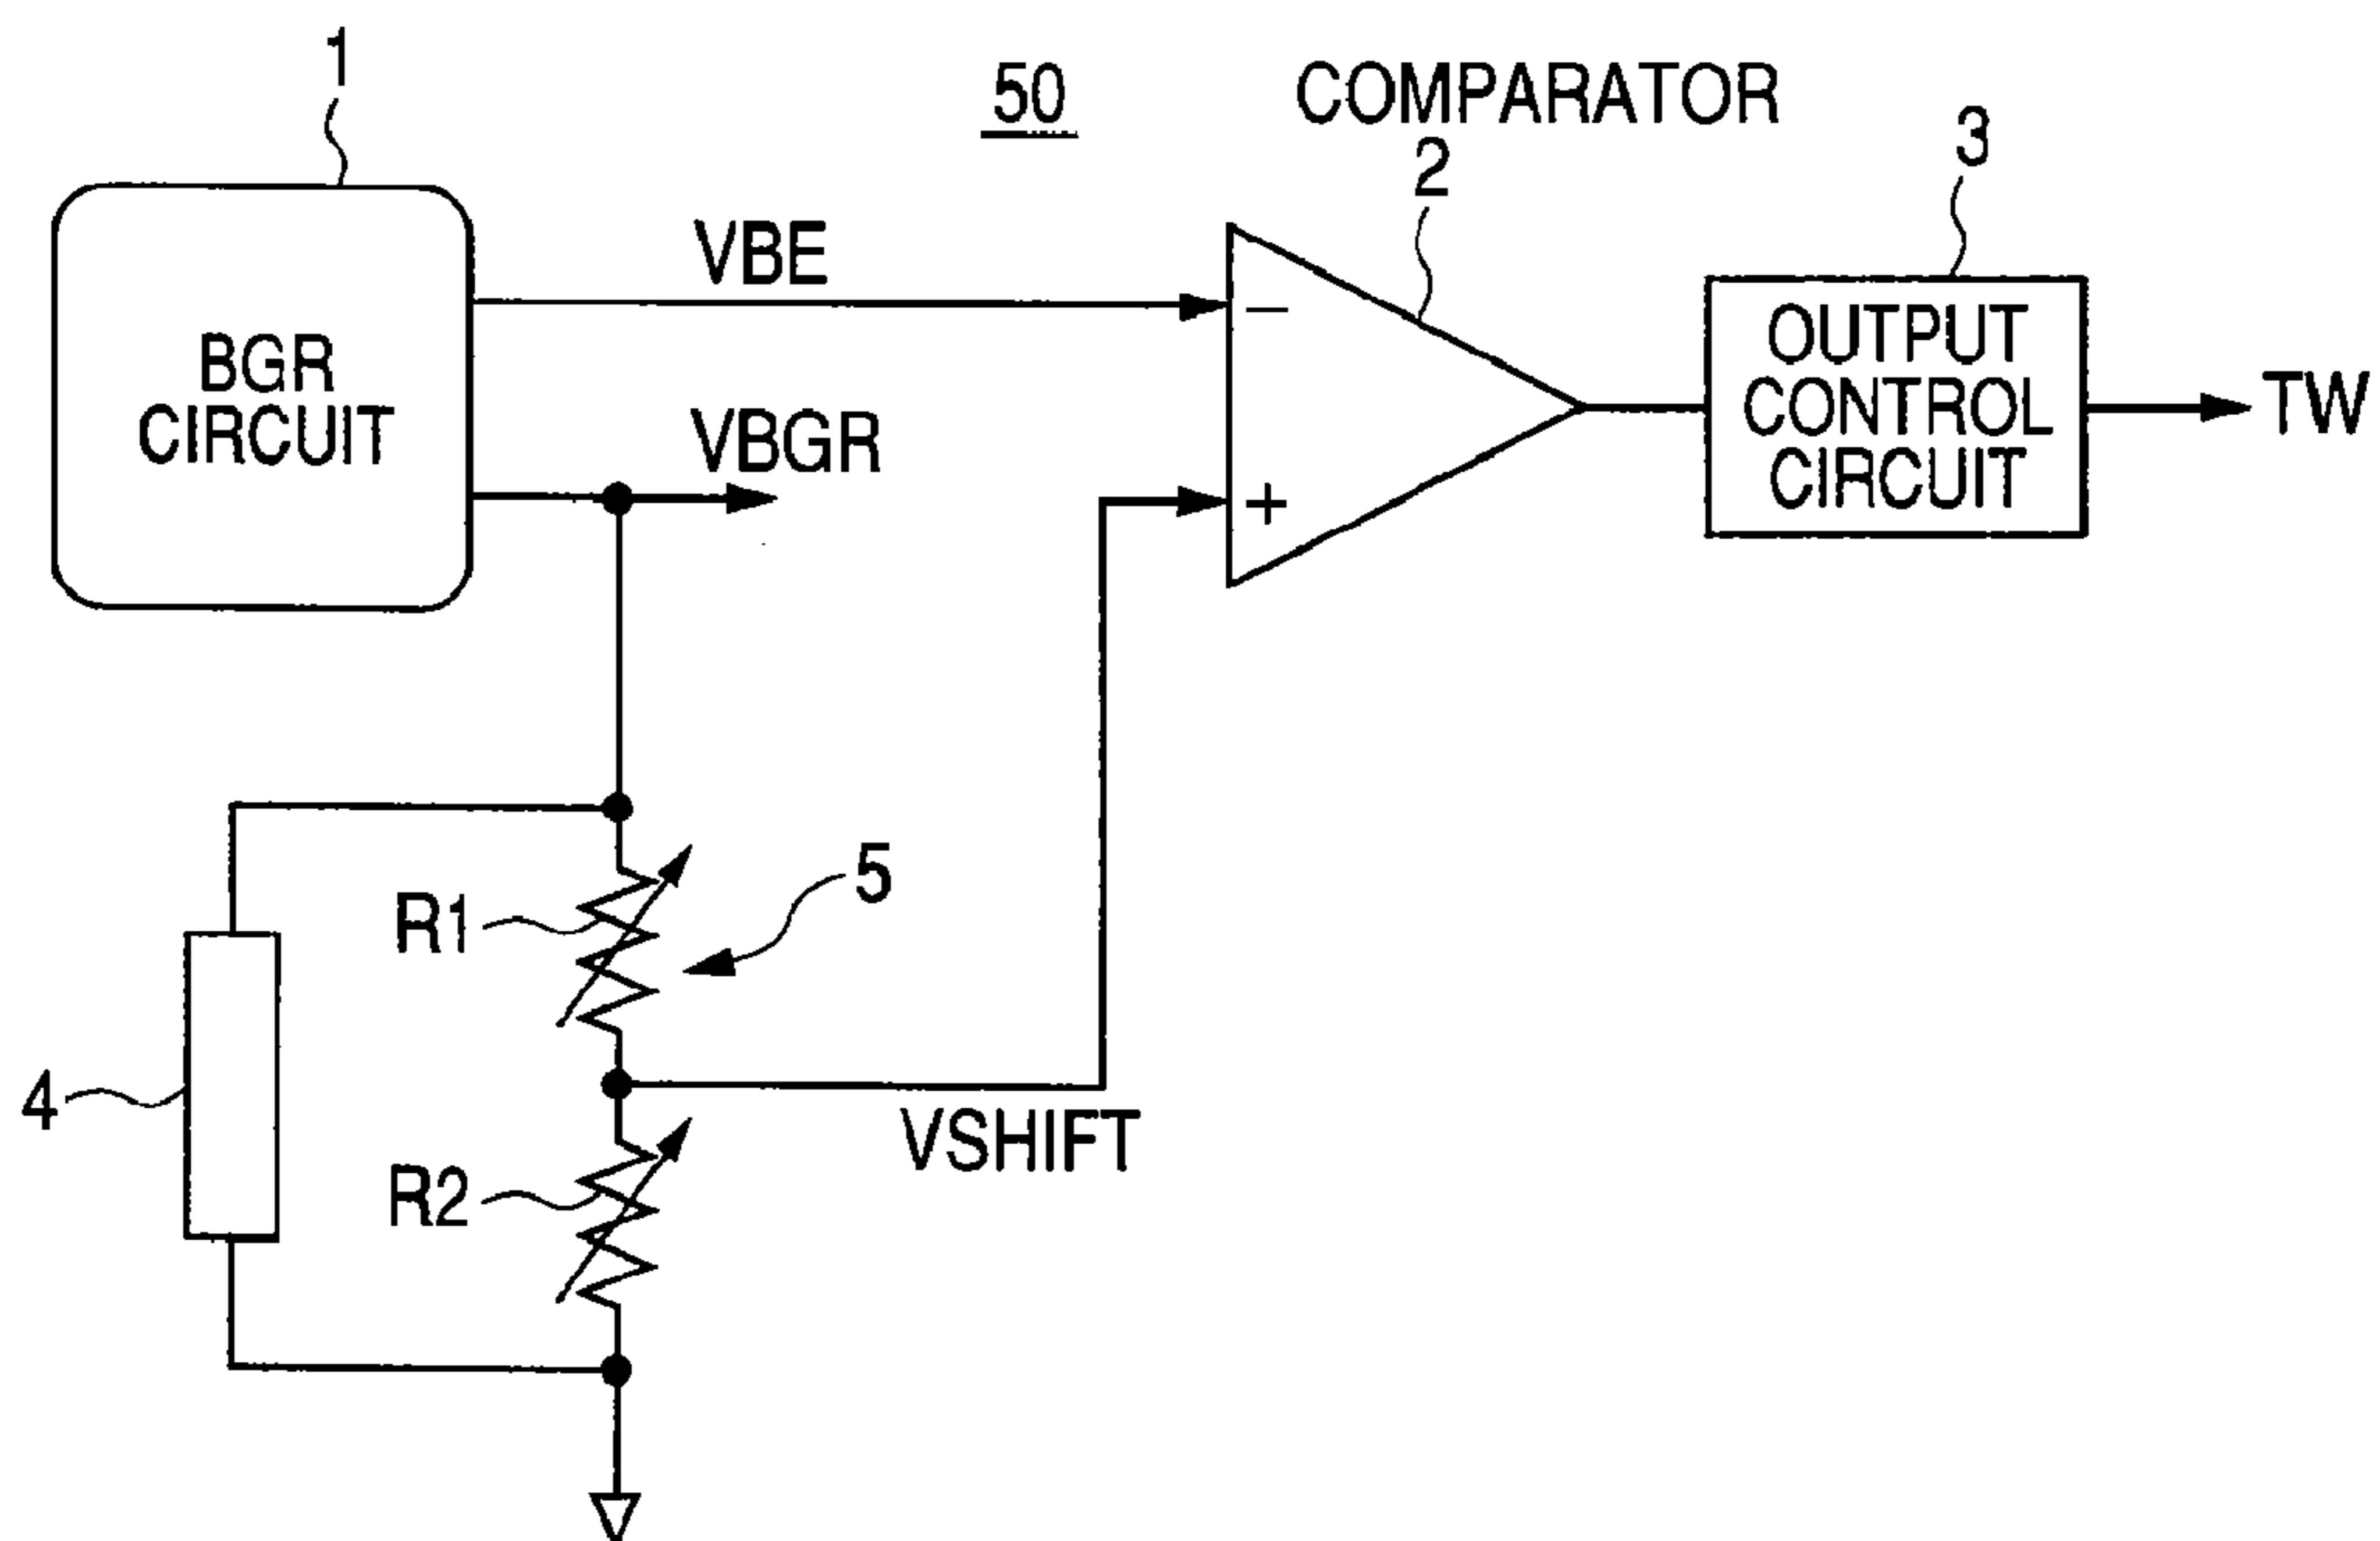 1
50
COMPARATOR
2
3
VBE
BGR
CIRCUIT
VBGR
−
+
OUTPUT
CONTROL
CIRCUIT
TW
R1
5
4
VSHIFT
R2